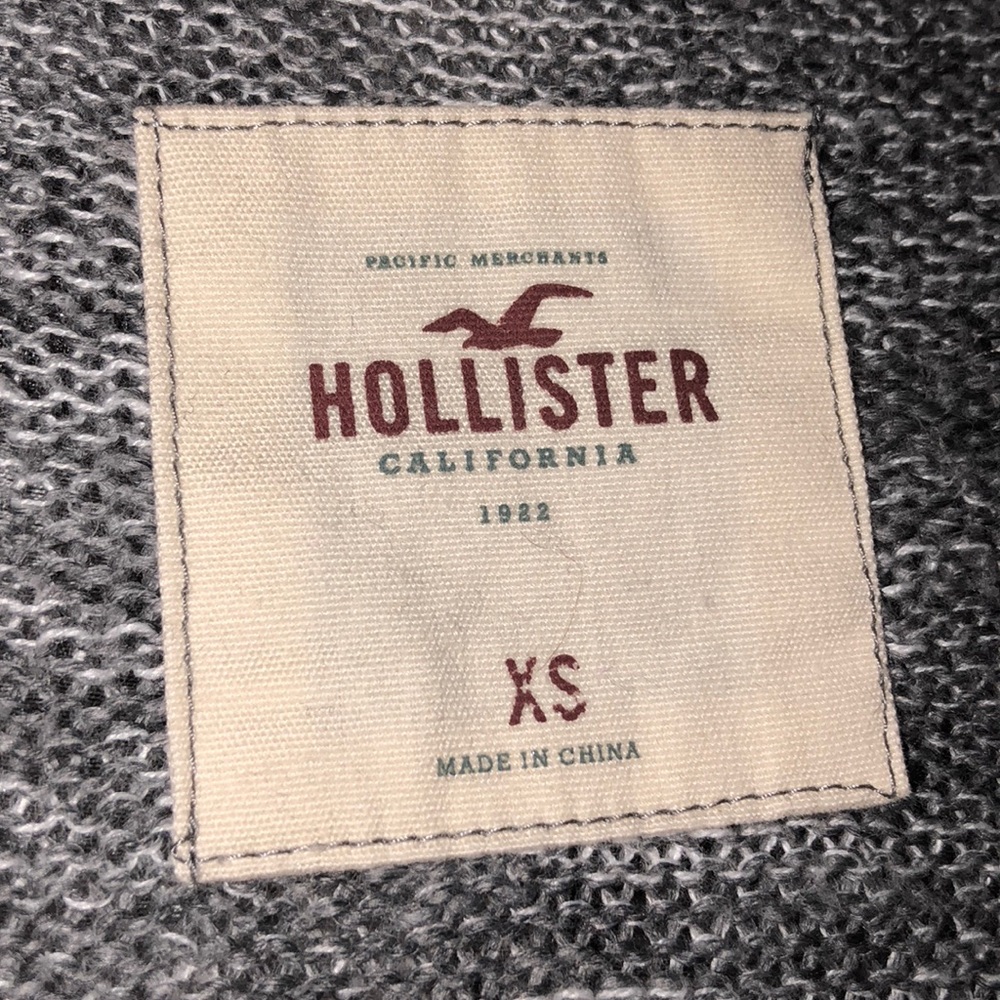 PACIFIC MERCHANTS
HOLLISTER
CALIFORNIA
1922
XS
MADE IN CHINA